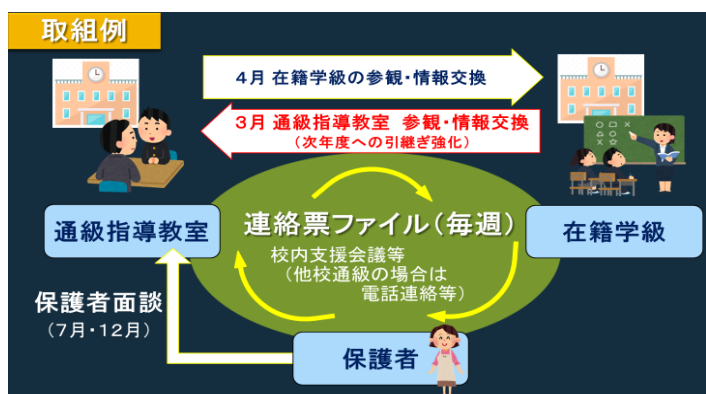 取組例
4月 在籍学級の参観・情報交換
3月 通級指導教室 参観・情報交換
(次年度への引継ぎ強化)
通級指導教室
連絡票ファイル(毎週)
在籍学級
校内支援会議等
(他校通級の場合は
電話連絡等)
保護者面談
(7月・12月)
保護者